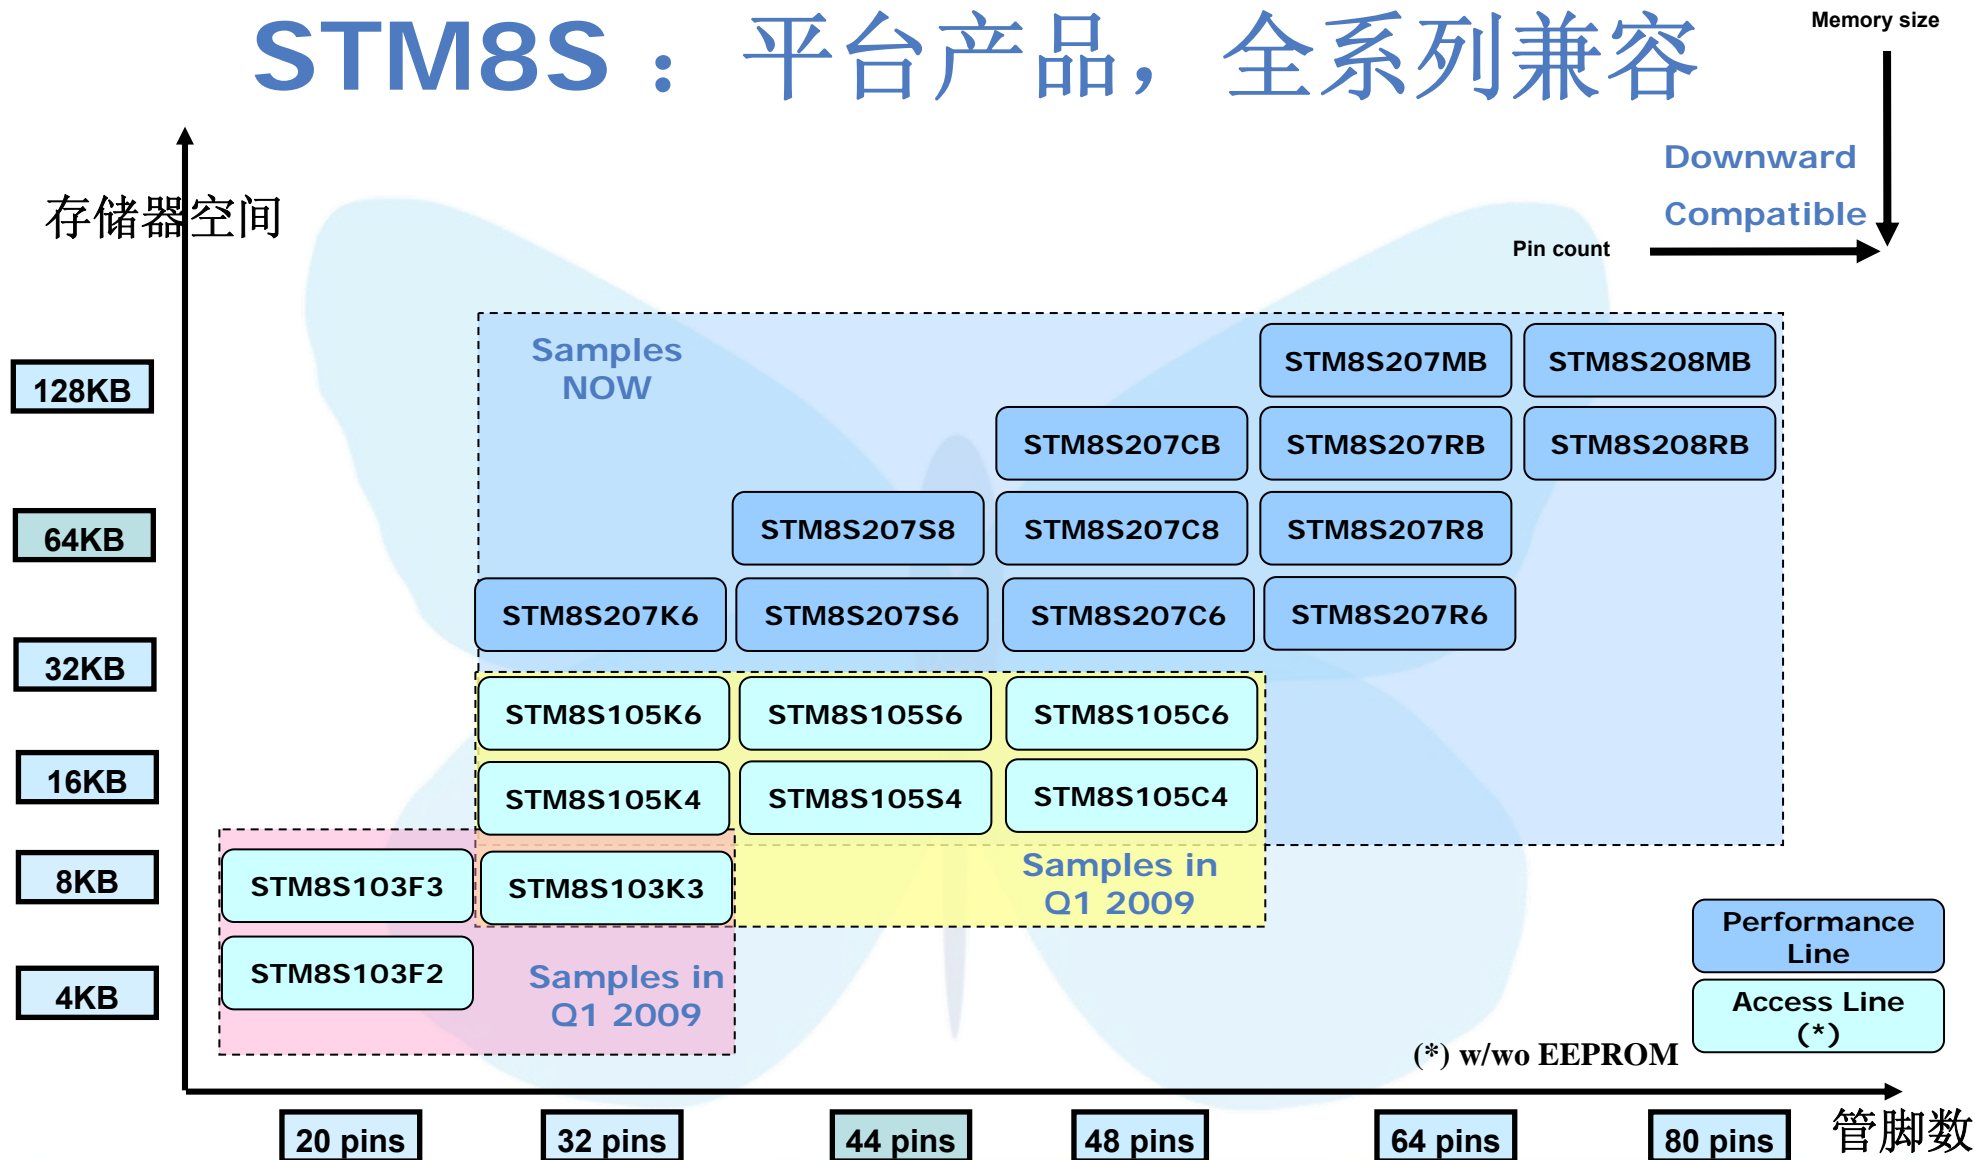 STM8S：平台产品，全系列兼容
Memory size
Downward
Compatible
Pin count
存储器空间
Samples
NOW
128KB
STM8S207MB
STM8S208MB
STM8S207CB
STM8S207RB
STM8S208RB
64KB
STM8S207S8
STM8S207C8
STM8S207R8
STM8S207K6
STM8S207S6
STM8S207C6
STM8S207R6
32KB
STM8S105K6
STM8S105S6
STM8S105C6
16KB
STM8S105K4
STM8S105S4
STM8S105C4
8KB
STM8S103F3
STM8S103K3
Samples in
Q1 2009
4KB
STM8S103F2
Samples in
Q1 2009
Performance
Line
Access Line
(*)
(*) w/wo EEPROM
20 pins
32 pins
44 pins
48 pins
64 pins
80 pins
管脚数